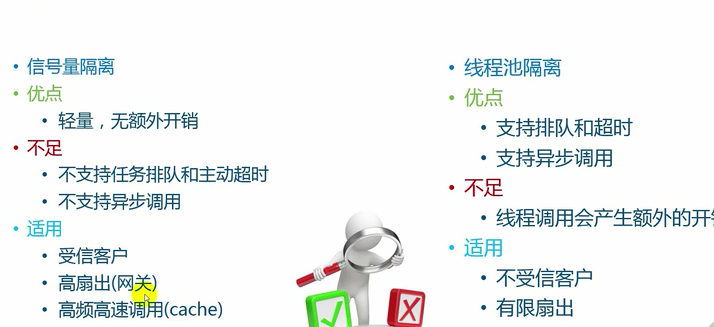 信号量隔离
优点
轻量，无额外开销
不足
不支持任务排队和主动超时
不支持异步调用
适用
受信客户
高扇出(网关)
高频高速调用(cache)
线程池隔离
优点
支持排队和超时
支持异步调用
不足
线程调用会产生额外的开
适用
不受信客户
有限扇出